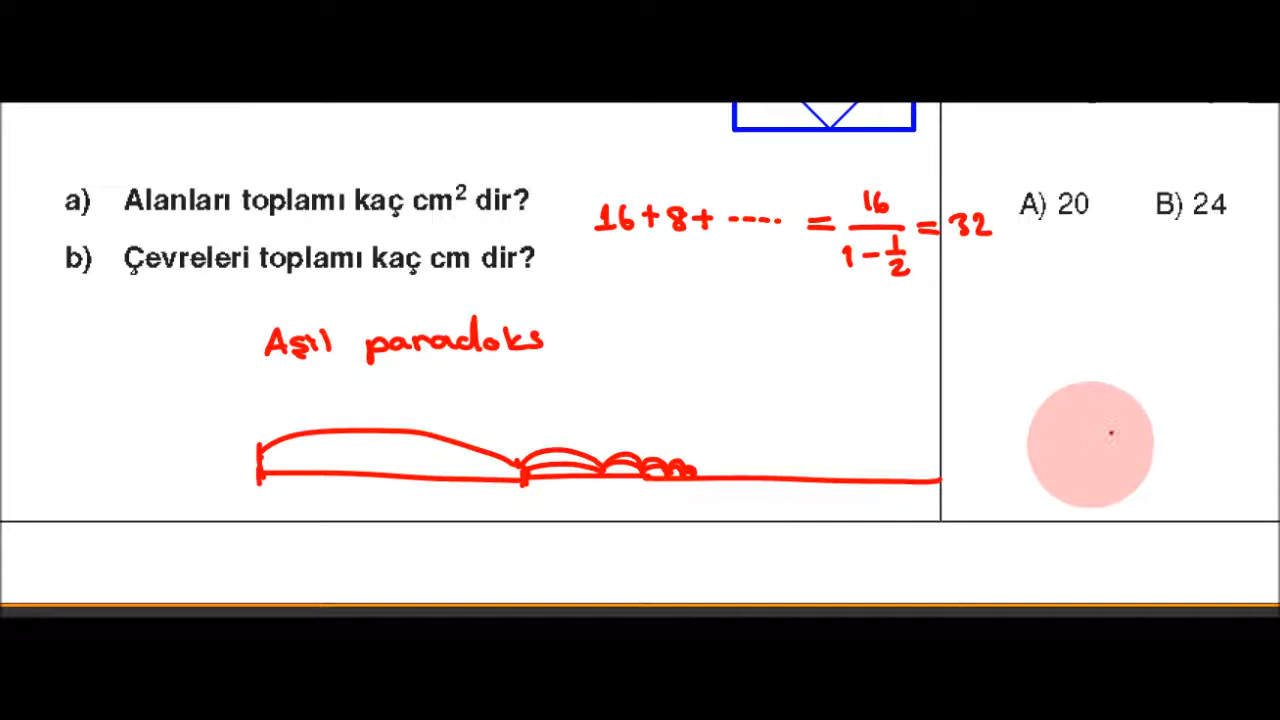 a) Alanları toplamı kaç cm² dir?
16+8+ ..... = 16/(1-1/2) = 32
b) Çevreleri toplamı kaç cm dir?
Aşil paradoks
A) 20 B) 24